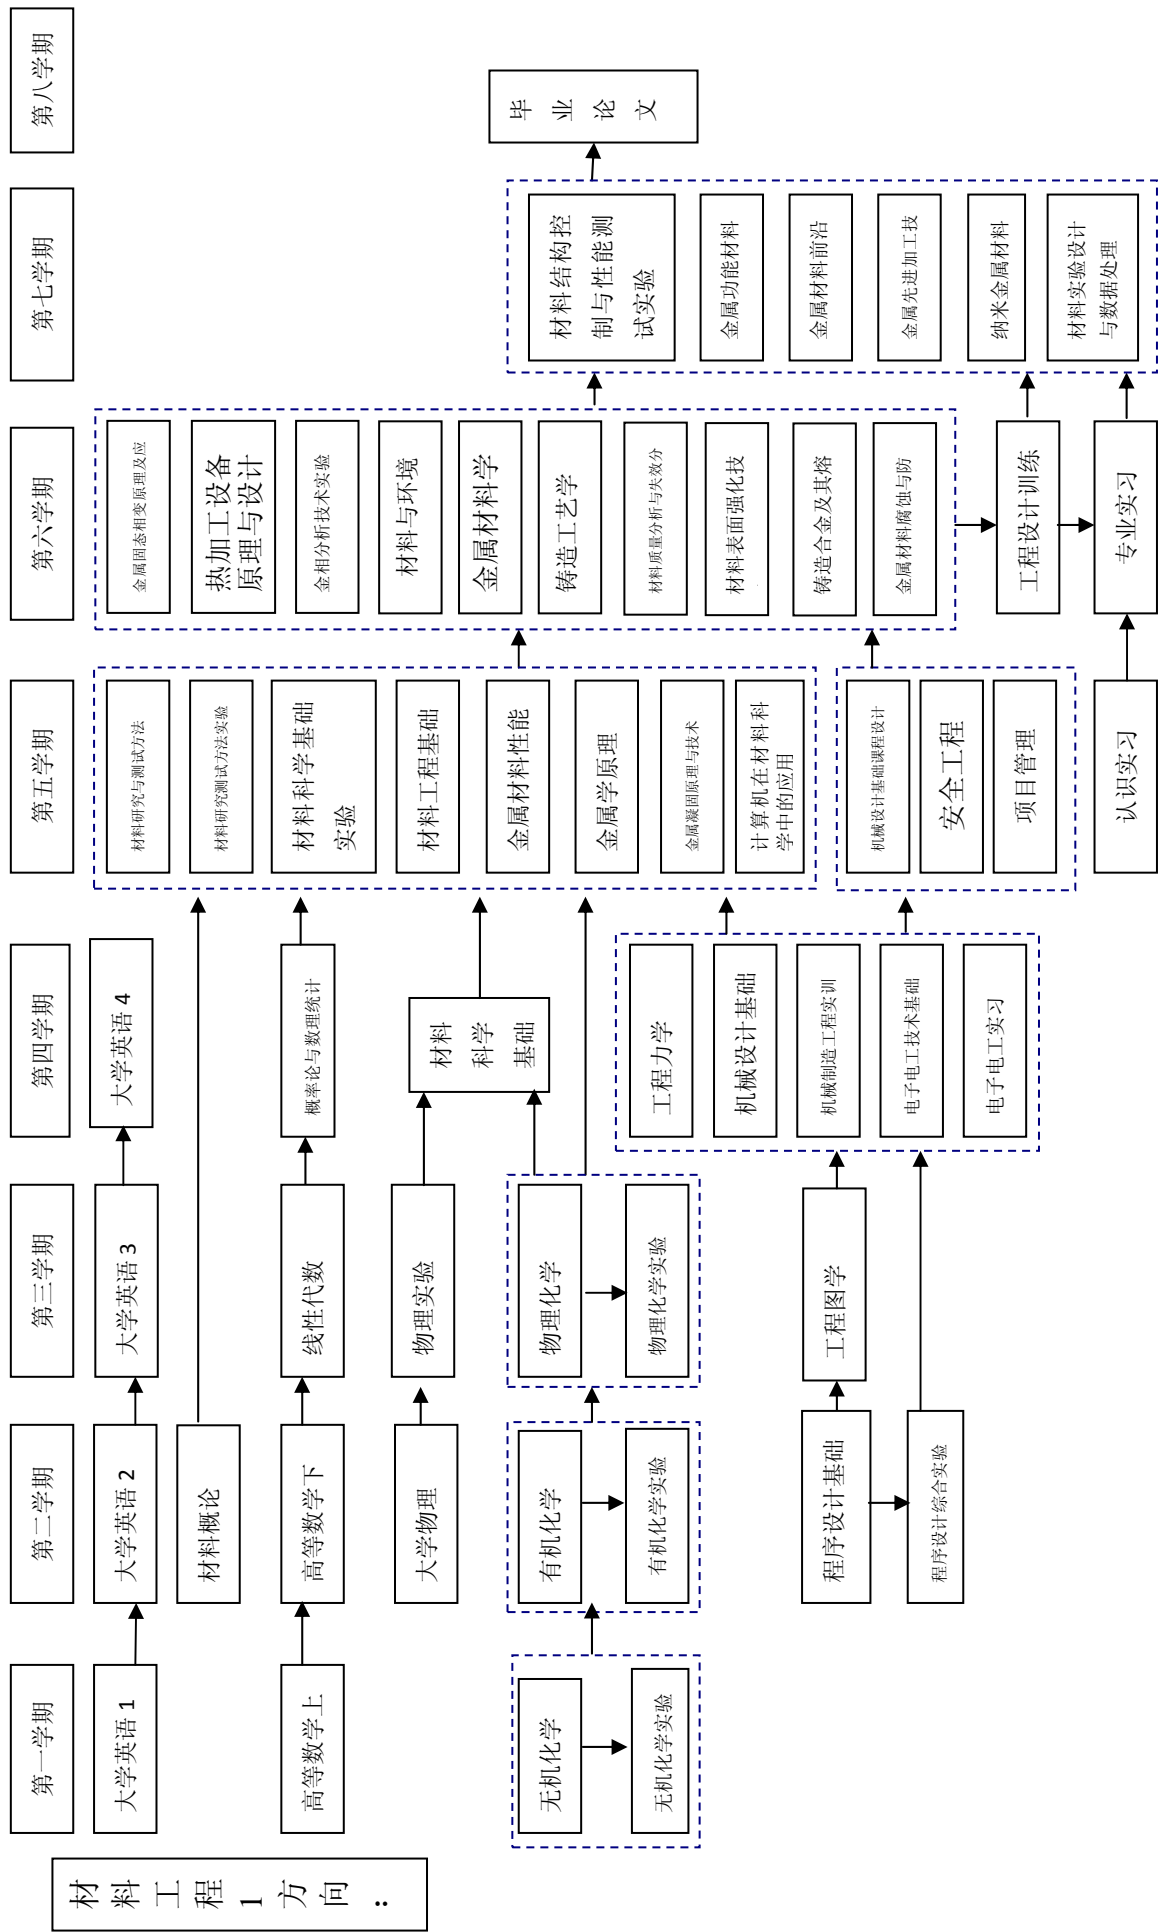 材料工程1方向：
第一学期
第二学期
第三学期
第四学期
第五学期
第六学期
第七学期
第八学期
大学英语 1
大学英语 2
大学英语 3
大学英语 4
材料概论
高等数学上
高等数学下
线性代数
概率论与数理统计
大学物理
物理实验
材料
科学
基础
无机化学
无机化学实验
有机化学
有机化学实验
物理化学
物理化学实验
程序设计基础
程序设计综合实验
工程图学
工程力学
机械设计基础
机械制造工程实训
电子电工技术基础
电子电工实习
材料研究与测试方法
材料研究测试方法实验
材料科学基础
实验
材料工程基础
金属材料性能
金属学原理
金属凝固原理与技术
计算机在材料科
学中的应用
机械设计基础课程设计
安全工程
项目管理
认识实习
金属固态相变原理及应
热加工设备
原理与设计
金相分析技术实验
材料与环境
金属材料学
铸造工艺学
材料质量分析与失效分
材料表面强化技
铸造合金及其熔
金属材料腐蚀与防
工程设计训练
专业实习
材料结构控
制与性能测
试实验
金属功能材料
金属材料前沿
金属先进加工技
纳米金属材料
材料实验设计
与数据处理
毕业论文